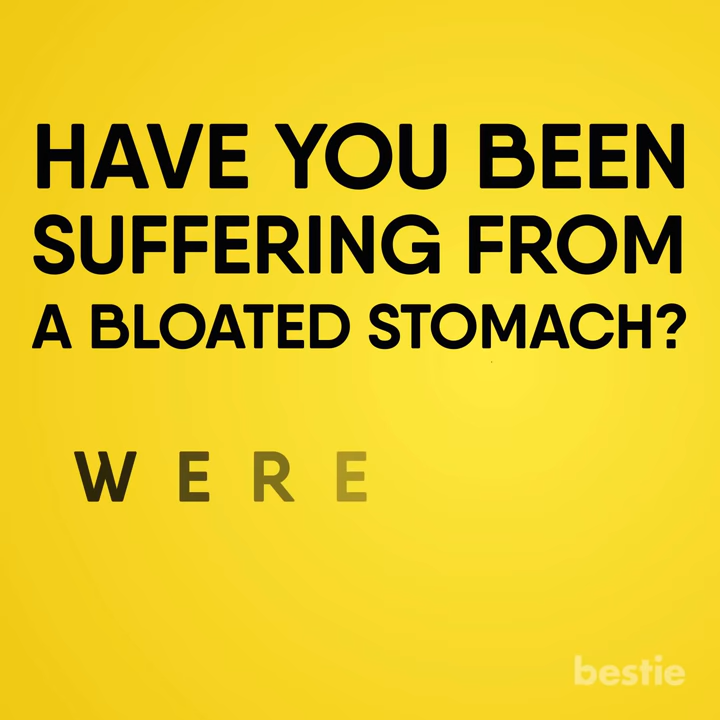 HAVE YOU BEEN
SUFFERING FROM
A BLOATED STOMACH?
WERE
bestie